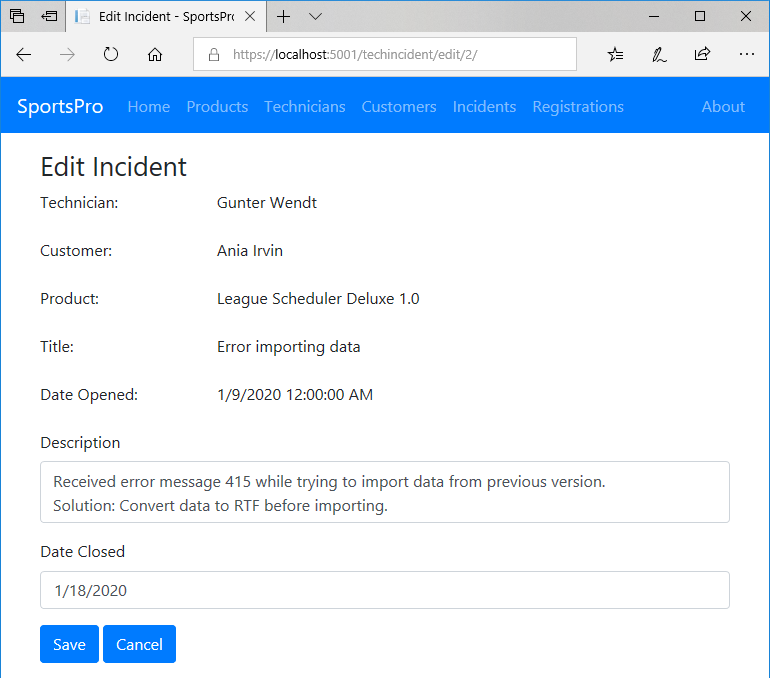 Edit Incident - SportsPr
https://localhost:5001/techincident/edit/2/
SportsPro Home Products Technicians Customers Incidents Registrations About
Edit Incident
Technician: Gunter Wendt
Customer: Ania Irvin
Product: League Scheduler Deluxe 1.0
Title: Error importing data
Date Opened: 1/9/2020 12:00:00 AM
Description
Received error message 415 while trying to import data from previous version.
Solution: Convert data to RTF before importing.
Date Closed
1/18/2020
Save Cancel